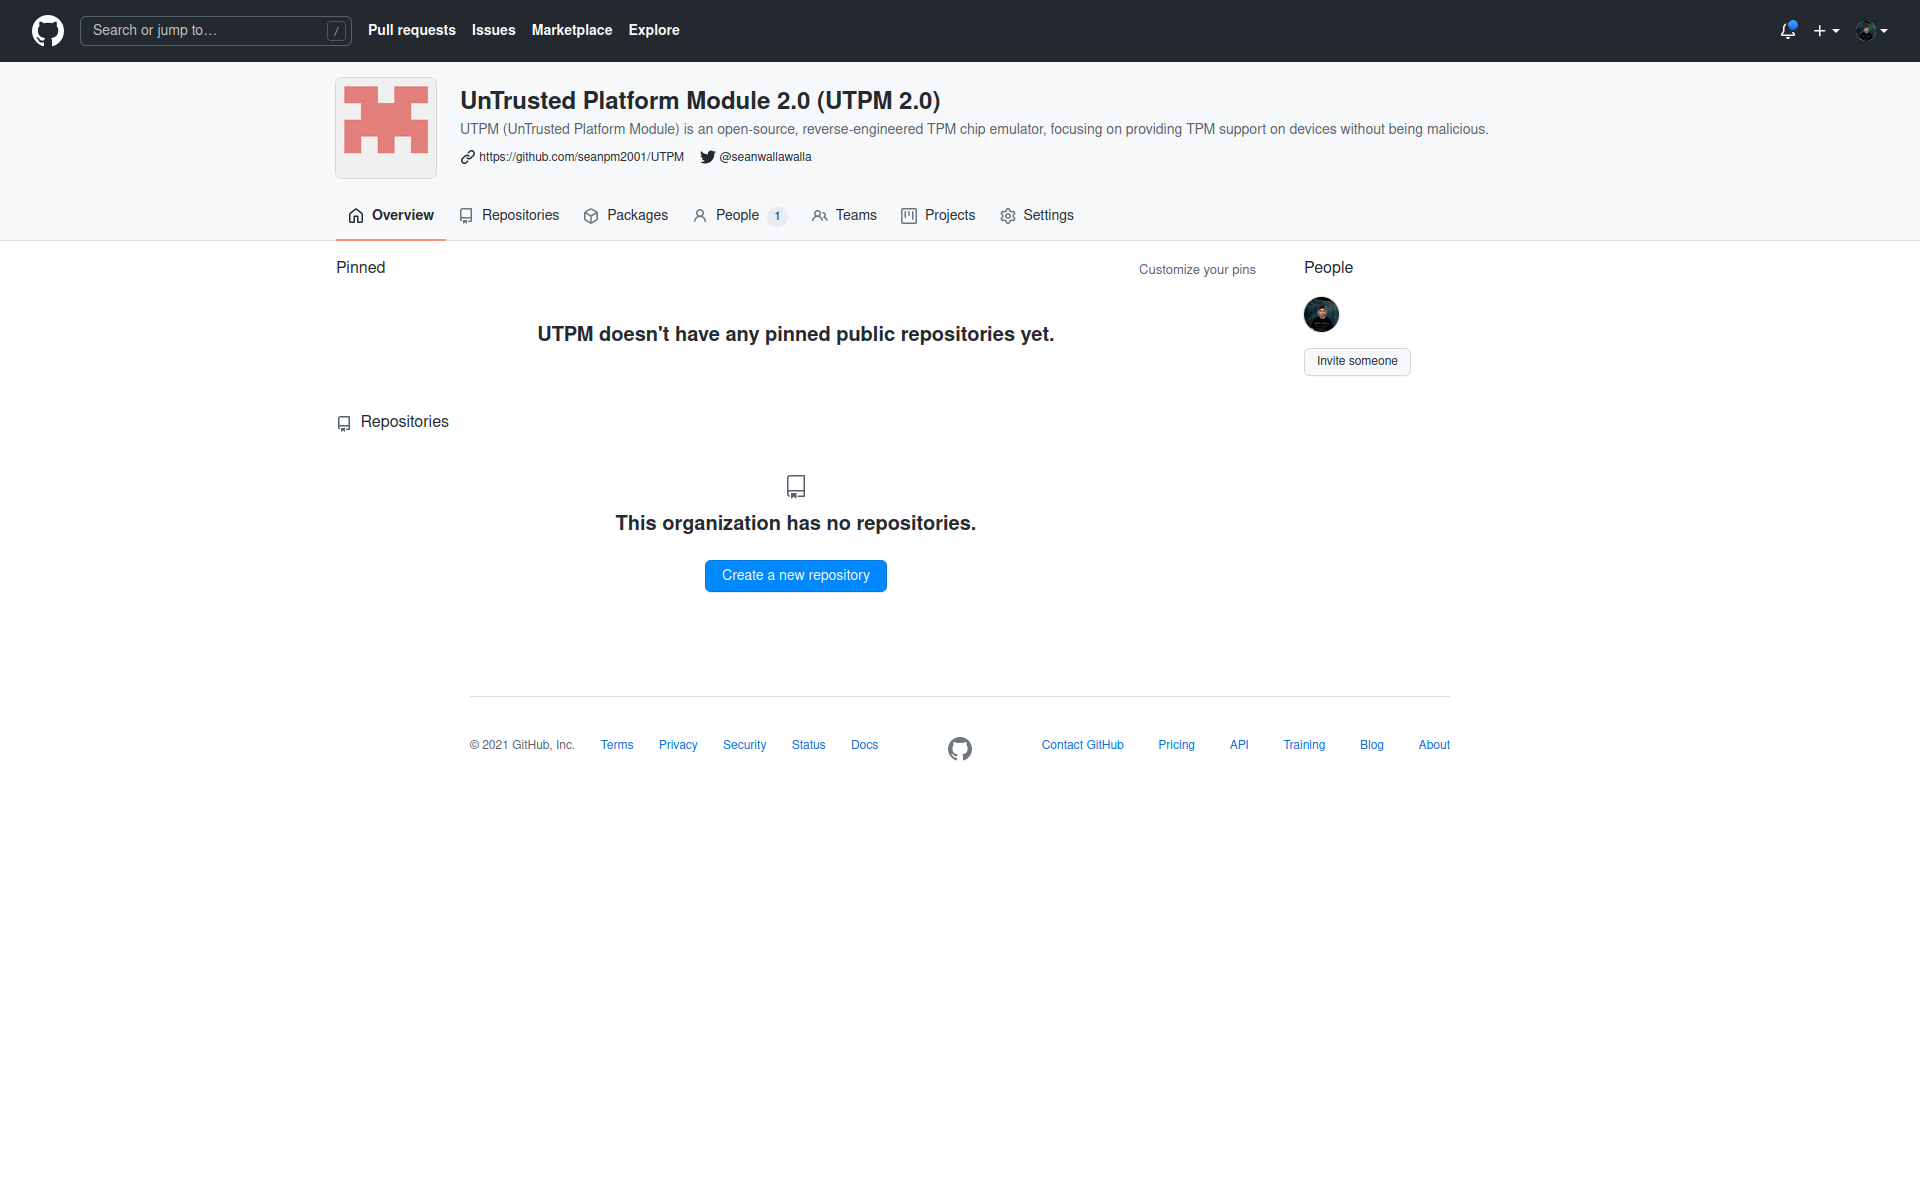 Search or jump to…
/
Pull requests Issues Marketplace Explore
UnTrusted Platform Module 2.0 (UTPM 2.0)
UTPM (UnTrusted Platform Module) is an open-source, reverse-engineered TPM chip emulator, focusing on providing TPM support on devices without being malicious.
https://github.com/seanpm2001/UTPM @seanwallawalla
Overview Repositories Packages People 1 Teams Projects Settings
Pinned
Customize your pins
UTPM doesn't have any pinned public repositories yet.
People
Invite someone
Repositories
This organization has no repositories.
Create a new repository
© 2021 GitHub, Inc. Terms Privacy Security Status Docs Contact GitHub Pricing API Training Blog About